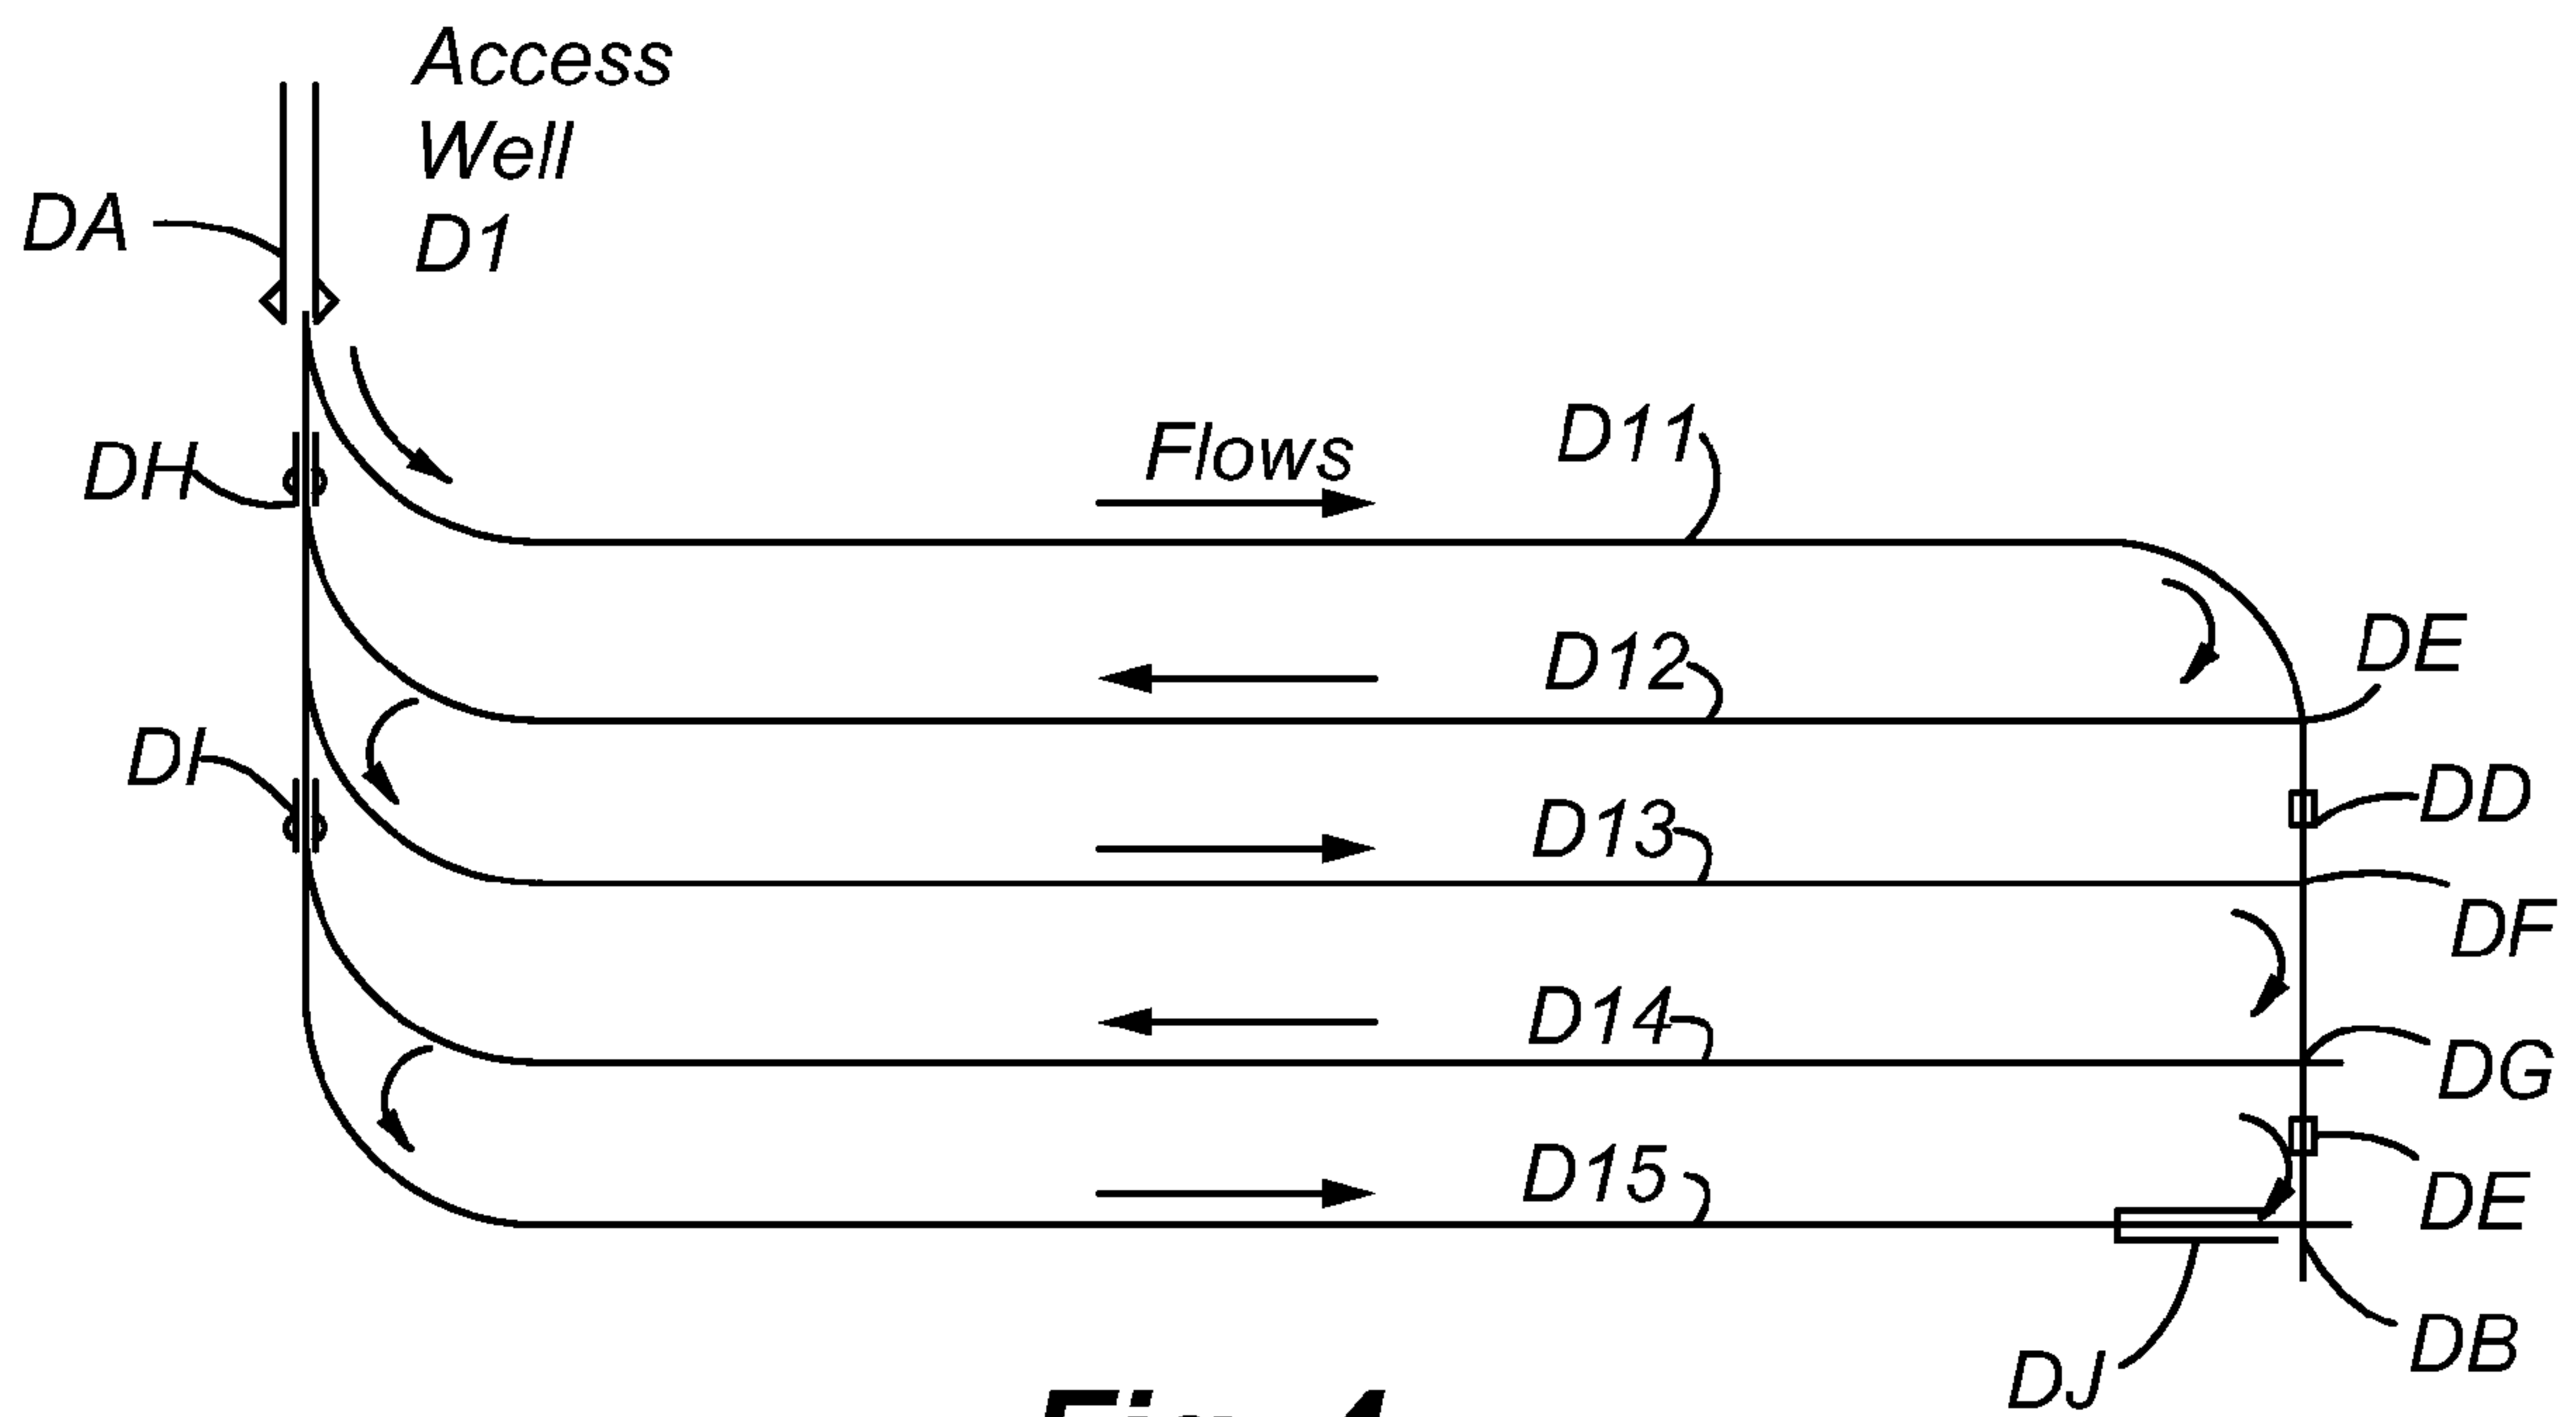 Access
Well
D1
DA
DH
Flows
D11
D12
DE
DI
DD
D13
DF
D14
DG
D15
DE
DB
DJ